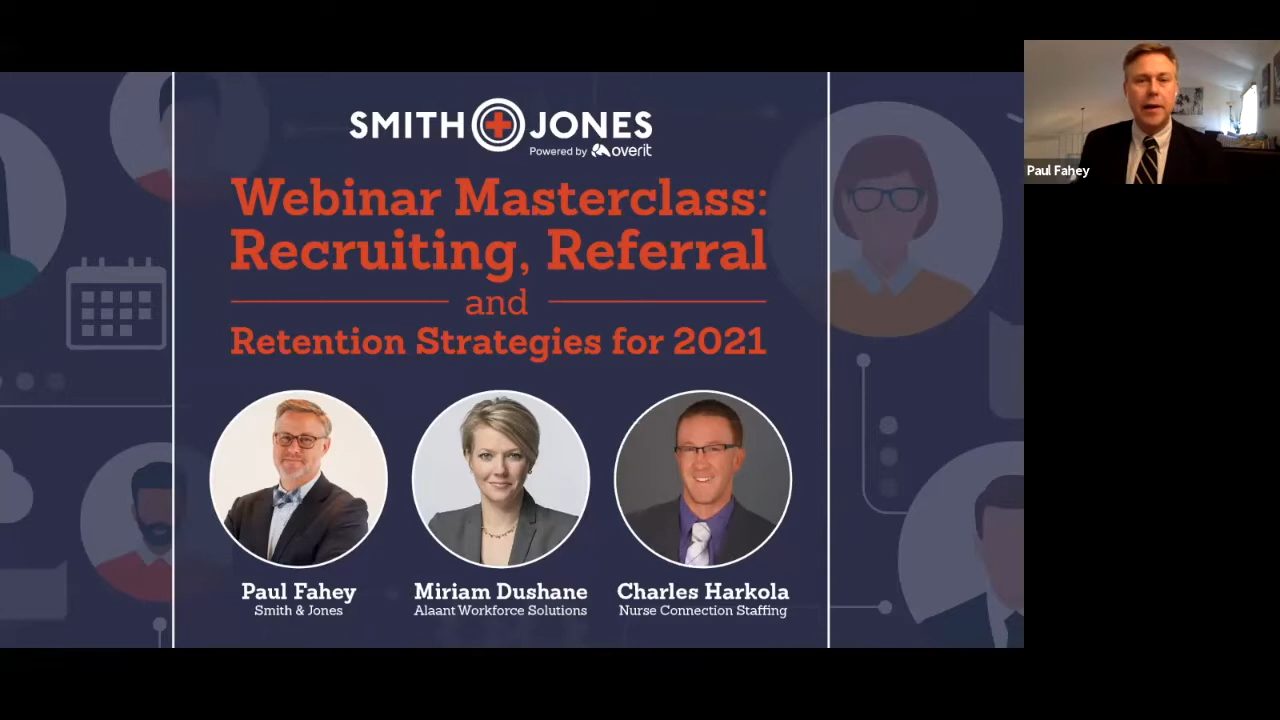 SMITH JONES
Powered by overit
Webinar Masterclass:
Recruiting, Referral
and
Retention Strategies for 2021
Paul Fahey
Smith & Jones
Miriam Dushane
Alaant Workforce Solutions
Charles Harkola
Nurse Connection Staffing
Paul Fahey